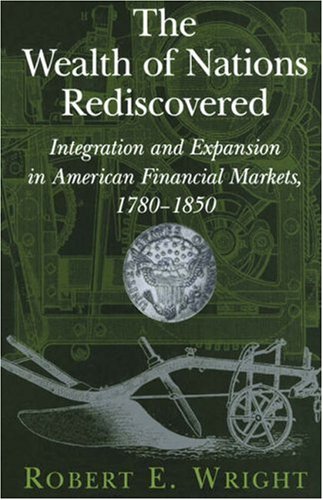 The
Wealth of Nations
Rediscovered
Integration and Expansion
in American Financial Markets,
1780–1850
ROBERT E. WRIGHT